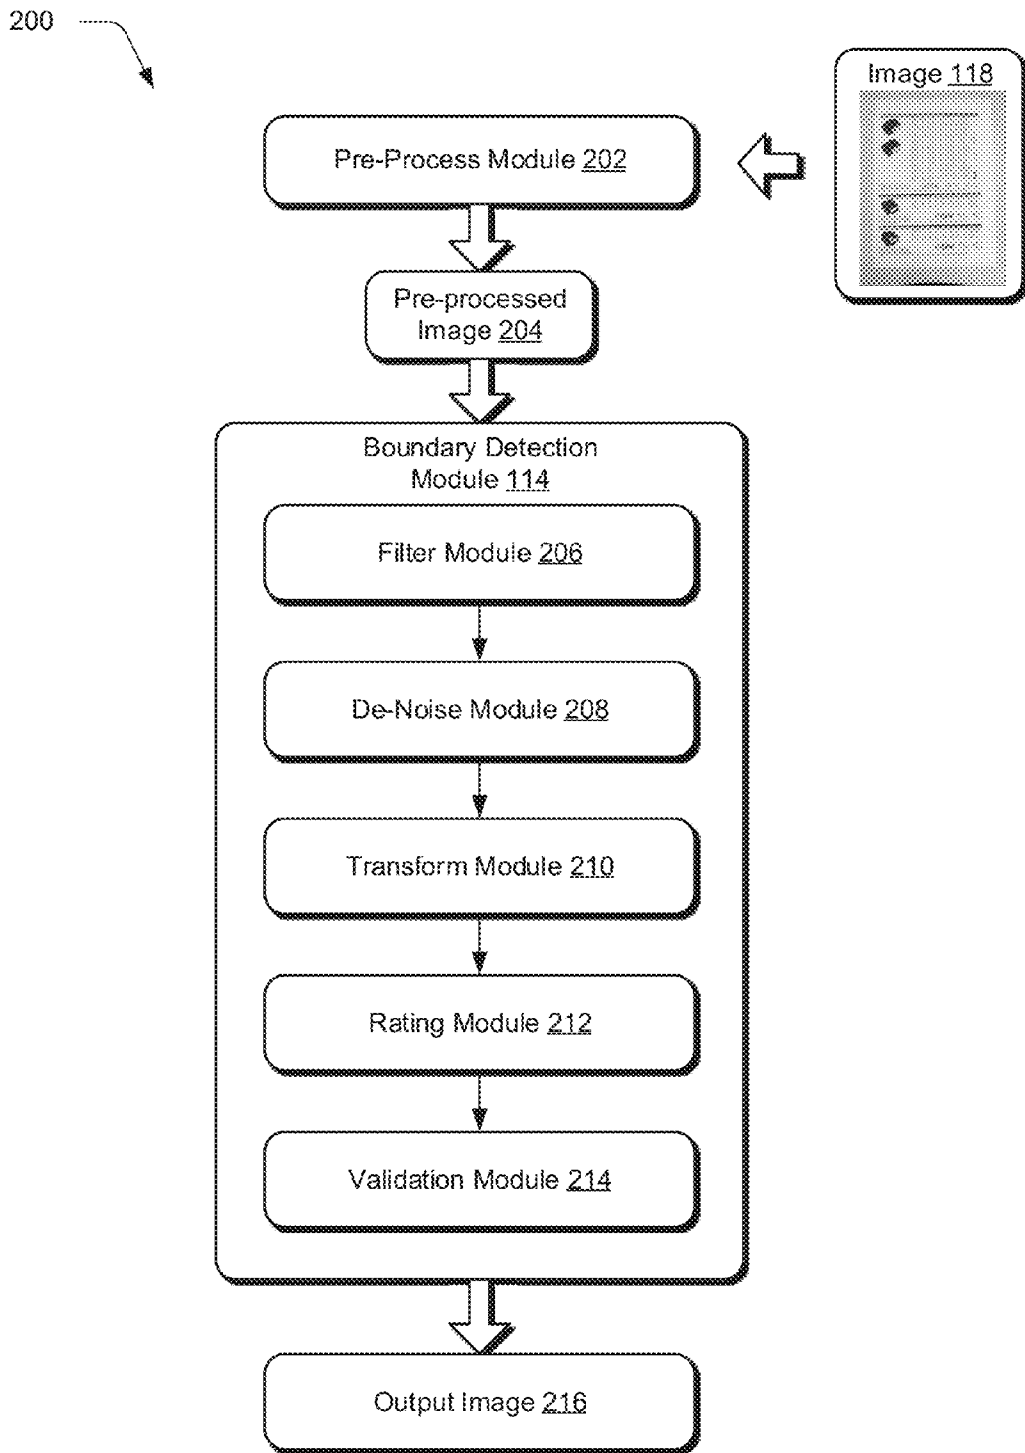 200
Image 118
Pre-Process Module 202
Pre-processed
Image 204
Boundary Detection
Module 114
Filter Module 206
De-Noise Module 208
Transform Module 210
Rating Module 212
Validation Module 214
Output Image 216